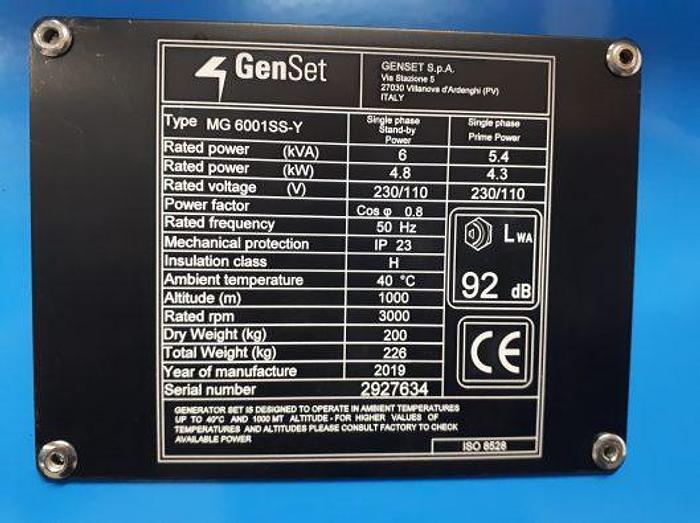 GenSet
GENSET S.p.A.
Via Stazione 5
27030 Villanova d'Ardenghi (PV)
ITALY
Type MG 6001SS-Y
Single phase
Stand-by
Power
Single phase
Prime Power
Rated power (kVA) 6 5.4
Rated power (kW) 4.8 4.3
Rated voltage (V) 230/110 230/110
Power factor Cos φ 0.8
Rated frequency 50 Hz
Mechanical protection IP 23
Insulation class H
Ambient temperature 40 °C
Altitude (m) 1000
Rated rpm 3000
Dry Weight (kg) 200
Total Weight (kg) 226
Year of manufacture 2019
Serial number 2927634
LWA
92 dB
CE
GENERATOR SET IS DESIGNED TO OPERATE IN AMBIENT TEMPERATURES
UP TO 40°C AND 1000 MT ALTITUDE - FOR HIGHER VALUES OF
TEMPERATURES AND ALTITUDES PLEASE CONSULT FACTORY TO CHECK
AVAILABLE POWER
ISO 8528